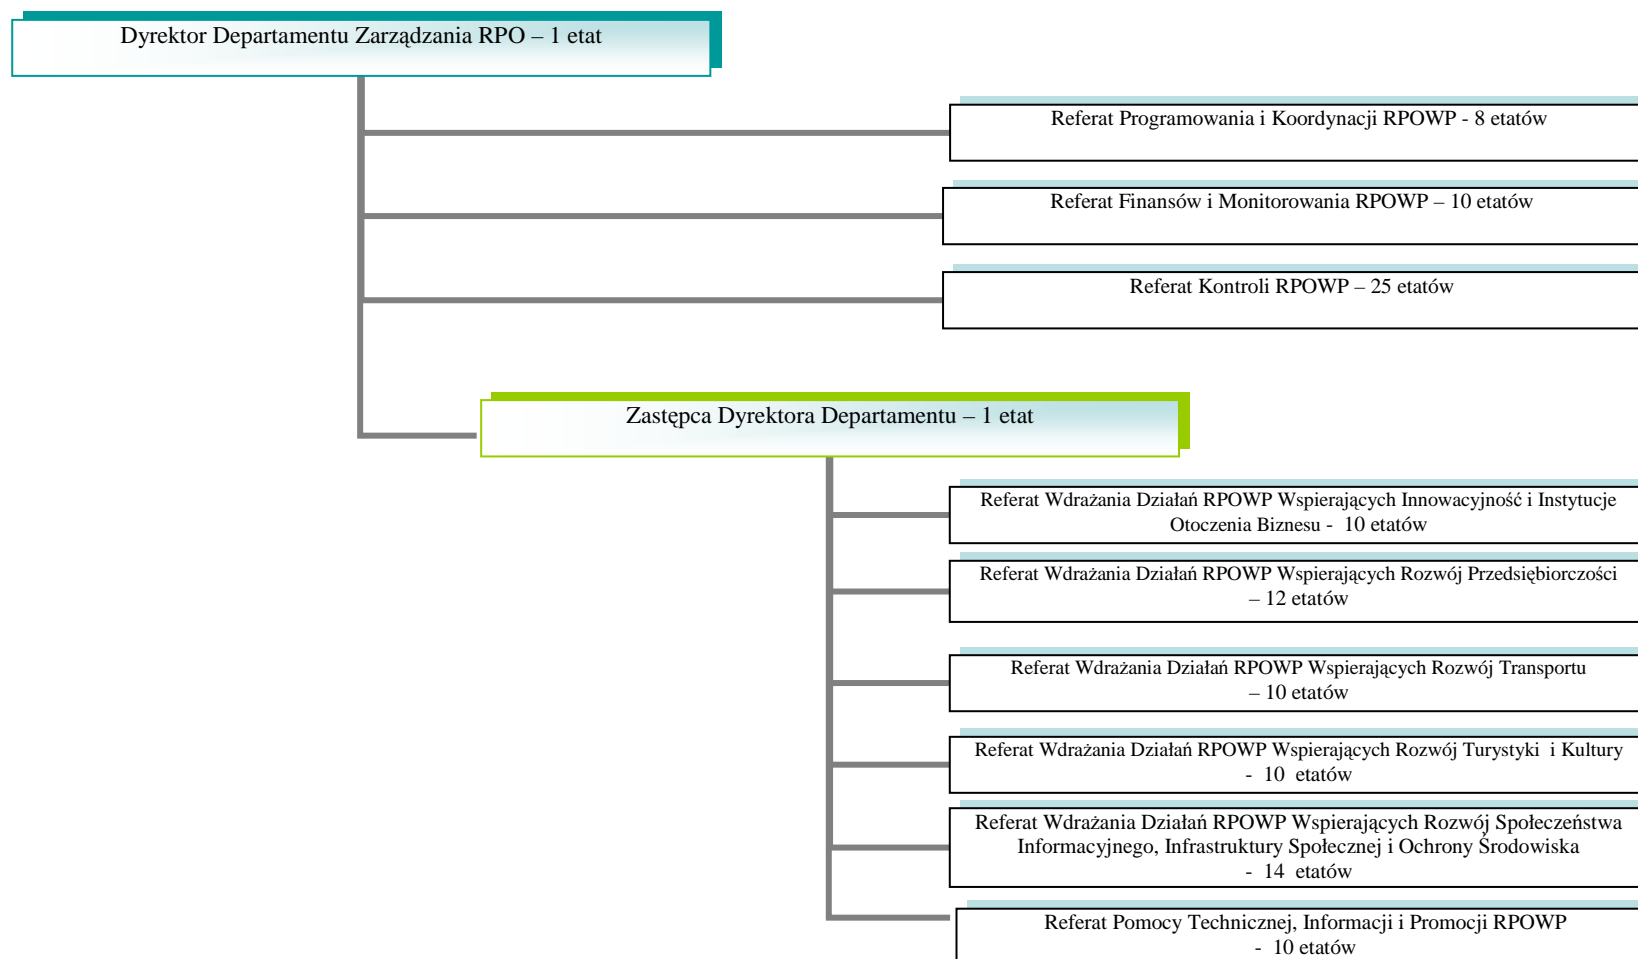 Dyrektor Departamentu Zarządzania RPO – 1 etat
Referat Programowania i Koordynacji RPOWP - 8 etatów
Referat Finansów i Monitorowania RPOWP – 10 etatów
Referat Kontroli RPOWP – 25 etatów
Zastępca Dyrektora Departamentu – 1 etat
Referat Wdrażania Działań RPOWP Wspierających Innowacyjność i Instytucje
Otoczenia Biznesu - 10 etatów
Referat Wdrażania Działań RPOWP Wspierających Rozwój Przedsiębiorczości
– 12 etatów
Referat Wdrażania Działań RPOWP Wspierających Rozwój Transportu
– 10 etatów
Referat Wdrażania Działań RPOWP Wspierających Rozwój Turystyki i Kultury
- 10 etatów
Referat Wdrażania Działań RPOWP Wspierających Rozwój Społeczeństwa
Informacyjnego, Infrastruktury Społecznej i Ochrony Środowiska
- 14 etatów
Referat Pomocy Technicznej, Informacji i Promocji RPOWP
- 10 etatów